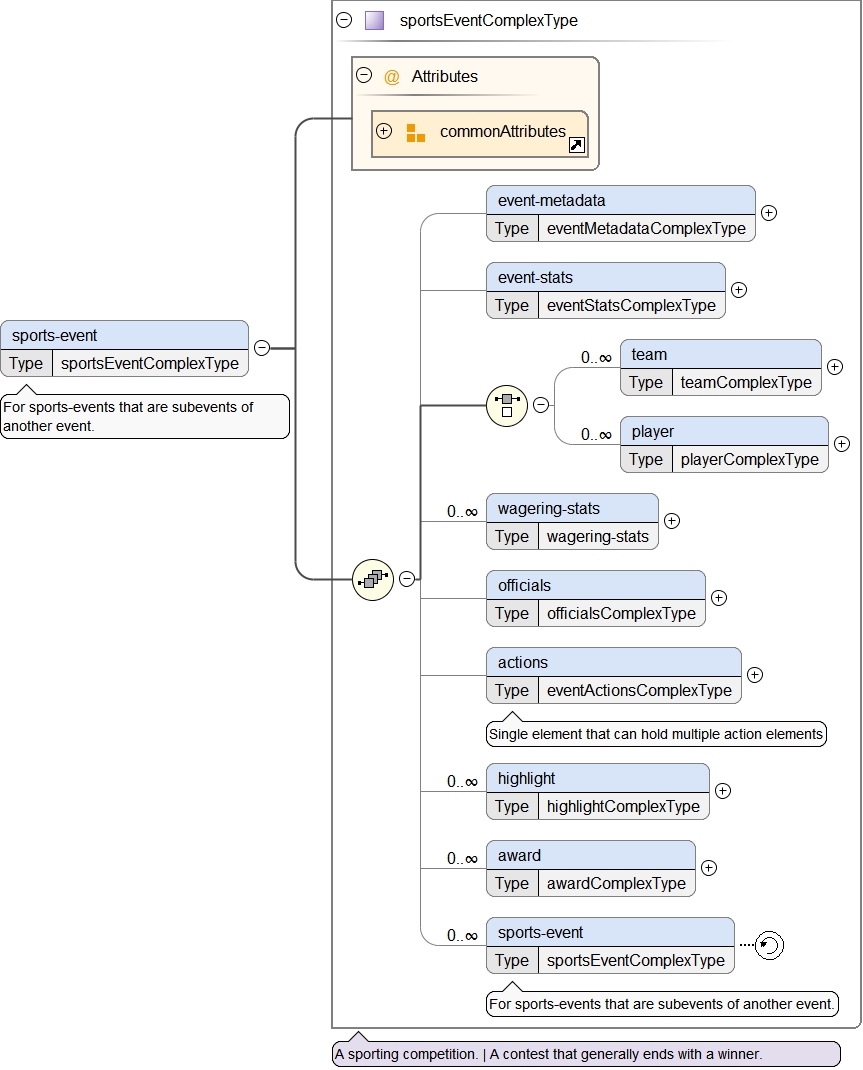 sportsEventComplexType
@ Attributes
commonAttributes
event-metadata
Type eventMetadataComplexType
event-stats
Type eventStatsComplexType
sports-event
Type sportsEventComplexType
For sports-events that are subevents of
another event.
0..∞ team
Type teamComplexType
0..∞ player
Type playerComplexType
0..∞ wagering-stats
Type wagering-stats
officials
Type officialsComplexType
actions
Type eventActionsComplexType
Single element that can hold multiple action elements
0..∞ highlight
Type highlightComplexType
0..∞ award
Type awardComplexType
0..∞ sports-event
Type sportsEventComplexType
For sports-events that are subevents of another event.
A sporting competition. | A contest that generally ends with a winner.